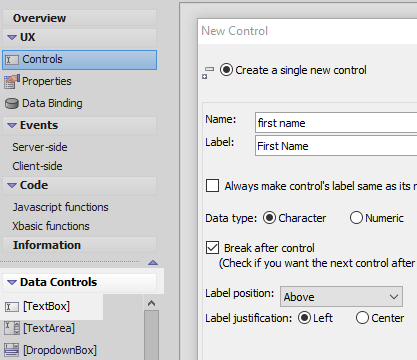 Overview
UX
Controls
Properties
Data Binding
Events
Server-side
Client-side
Code
Javascript functions
Xbasic functions
Information
Data Controls
[TextBox]
[TextArea]
[DropdownBox]
New Control
Create a single new control
Name: first name
Label: First Name
Always make control's label same as its
Data type: Character Numeric
Break after control
(Check if you want the next control after
Label position: Above
Label justification: Left Center